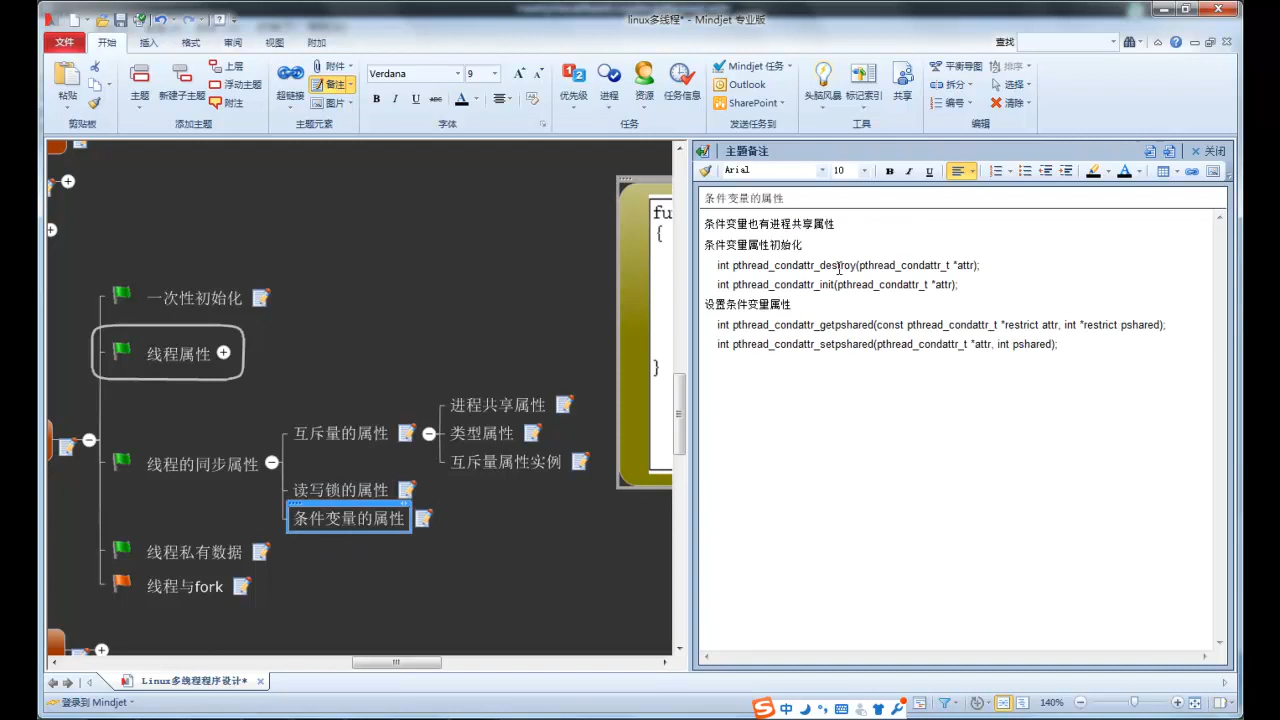 linux多线程* - Mindjet 专业版
文件
开始
插入
格式
审阅
视图
附加
查找
粘贴
剪贴板
主题
新建子主题
上层
浮动主题
附注
添加主题
超链接
附件
备注
图片
主题元素
Verdana
9
B I U abc A
字体
优先级
进程
资源
任务信息
任务
Mindjet 任务
Outlook
SharePoint
发送任务到
头脑风暴
标记索引
共享
工具
平衡导图
拆分
编号
排序
选择
清除
编辑
一次性初始化
线程属性
线程的同步属性
互斥量的属性
进程共享属性
类型属性
互斥量属性实例
读写锁的属性
条件变量的属性
线程私有数据
线程与fork
fu
{
}
主题备注
关闭
Arial
10
B I U
条件变量的属性
条件变量也有进程共享属性
条件变量属性初始化
int pthread_condattr_destroy(pthread_condattr_t *attr);
int pthread_condattr_init(pthread_condattr_t *attr);
设置条件变量属性
int pthread_condattr_getpshared(const pthread_condattr_t *restrict attr, int *restrict pshared);
int pthread_condattr_setpshared(pthread_condattr_t *attr, int pshared);
Linux多线程程序设计*
登录到 Mindjet
中
140%